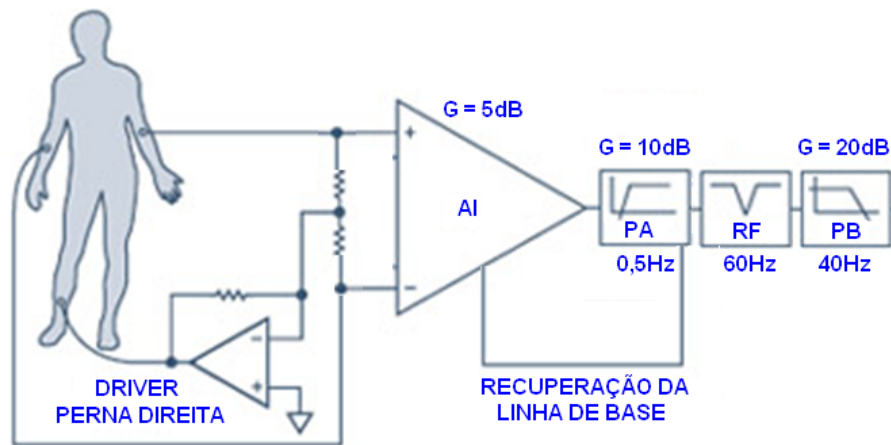 G = 5dB
G = 10dB
G = 20dB
+
AI
-
PA
RF
PB
0,5Hz
60Hz
40Hz
-
+
DRIVER
PERNA DIREITA
RECUPERAÇÃO DA
LINHA DE BASE